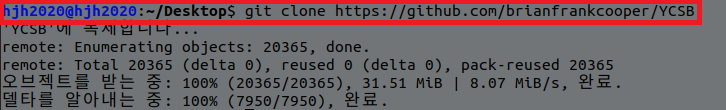 hjh2020@hjh2020:~/Desktop$ git clone https://github.com/brianfrankcooper/YCSB
'YCSB'에 복제합니다...
remote: Enumerating objects: 20365, done.
remote: Total 20365 (delta 0), reused 0 (delta 0), pack-reused 20365
오브젝트를 받는 중: 100% (20365/20365), 31.51 MiB | 8.07 MiB/s, 완료.
델타를 알아내는 중: 100% (7950/7950), 완료.